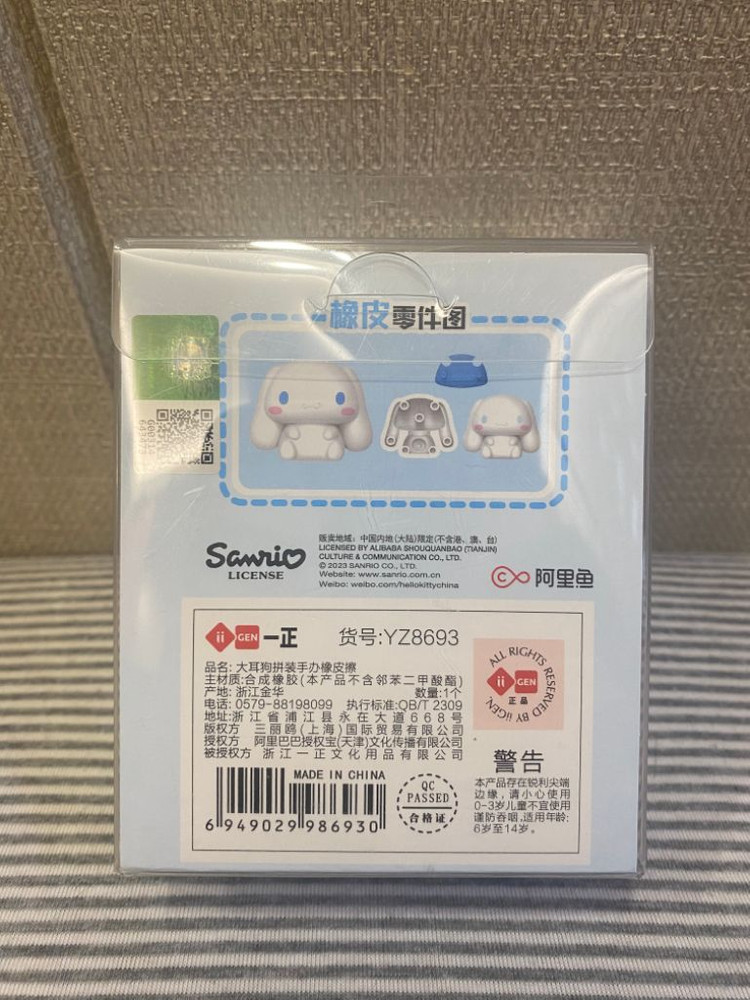 橡皮零件图
Sanrio
LICENSE
贩卖地域：中国内地(大陆)限定(不含港、澳、台)
LICENSED BY ALIBABA SHOUQUANBAO (TIANJIN)
CULTURE & COMMUNICATION CO., LTD.
© 2023 SANRIO CO., LTD.
Website: www.sanrio.com.cn
Weibo: weibo.com/hellokittychina
阿里鱼
ii GEN 一正
货号:YZ8693
品名: 大耳狗拼装手办橡皮擦
主材质:合成橡胶(本产品不含邻苯二甲酸酯)
产地: 浙江金华 数量:1个
电话: 0579-88198099 执行标准:QB/T 2309
地址:浙江省浦江县永在大道668号
版权方 三丽鸥(上海)国际贸易有限公司
授权方 阿里巴巴授权宝(天津)文化传播有限公司
被授权方 浙江一正文化用品有限公司
MADE IN CHINA
6 949029 986930
QC
PASSED
合格证
ALL RIGHTS RESERVED BY iiGEN
ii GEN
正品
警告
本产品存在锐利尖端
边缘,请小心使用
0-3岁儿童不宜使用
谨防吞咽,适用年龄:
6岁至14岁。